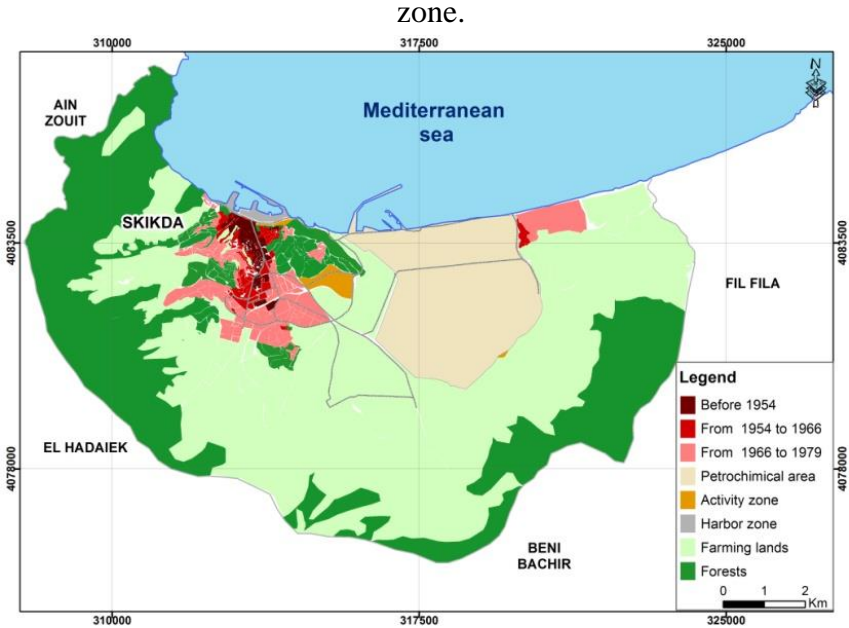 zone.
310000 317500 325000
N
AIN
ZOUIT
Mediterranean
sea
SKIKDA
4083500 4083500
FIL FILA
Legend
Before 1954
From 1954 to 1966
From 1966 to 1979
Petrochimical area
Activity zone
Harbor zone
Farming lands
Forests
EL HADAIEK
4078000 4078000
BENI
BACHIR
0 1 2
Km
310000 317500 325000